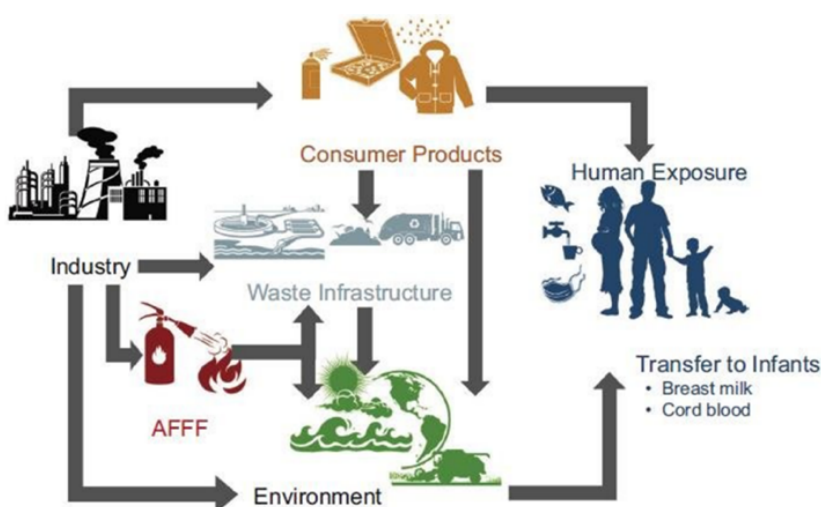 Consumer Products
Human Exposure
Industry
Waste Infrastructure
Transfer to Infants
• Breast milk
• Cord blood
AFFF
Environment